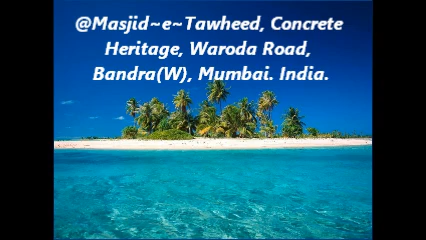 @Masjid~e~Tawheed, Concrete
Heritage, Waroda Road,
Bandra(W), Mumbai. India.